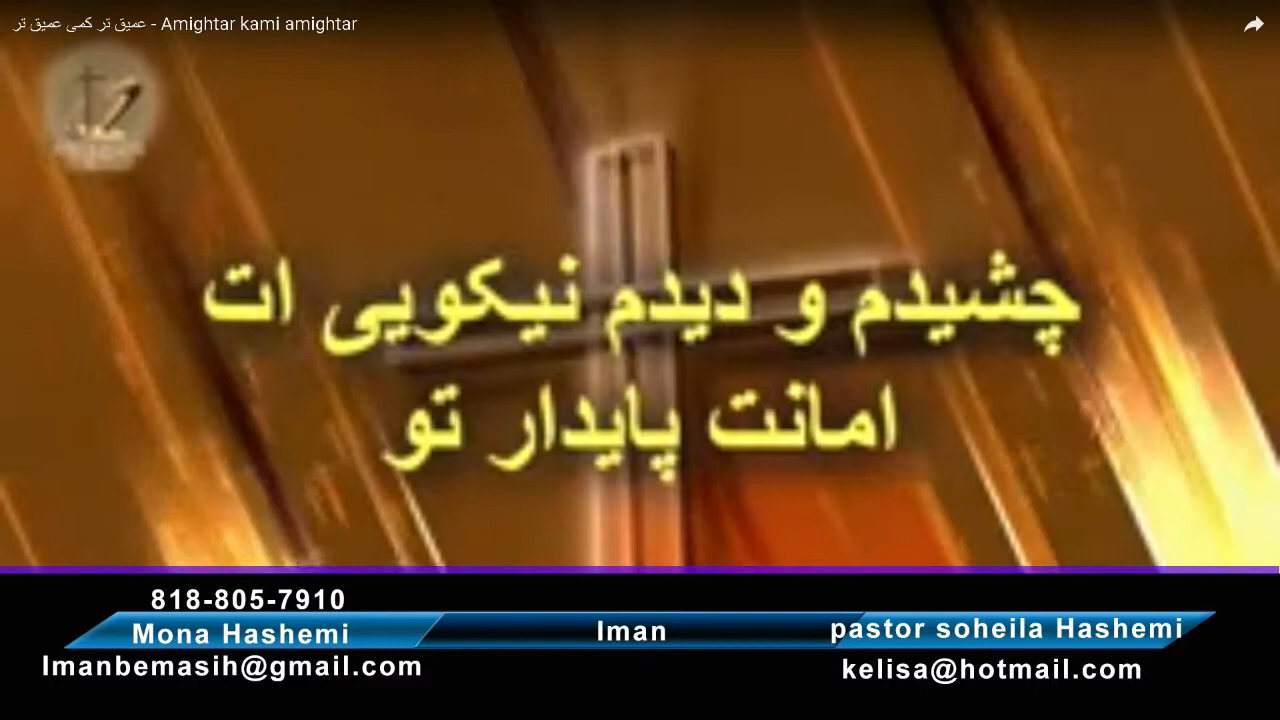 عمیق تر کمی عمیق تر - Amightar kami amightar
چشیدم و دیدم نیکویی ات
امانت پایدار تو
818-805-7910
Mona Hashemi
Iman
pastor soheila Hashemi
Imanbemasih@gmail.com
kelisa@hotmail.com